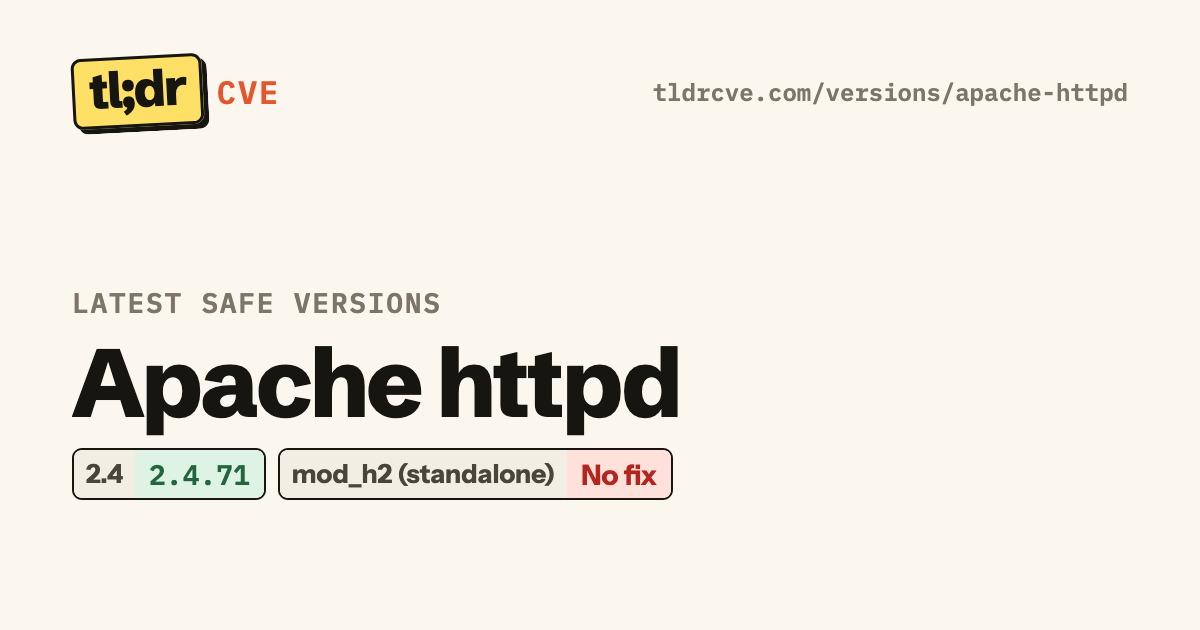 tl;dr CVE
tldrcve.com/versions/apache-httpd
LATEST SAFE VERSIONS
Apache httpd
2.4 2.4.71 mod_h2 (standalone) No fix